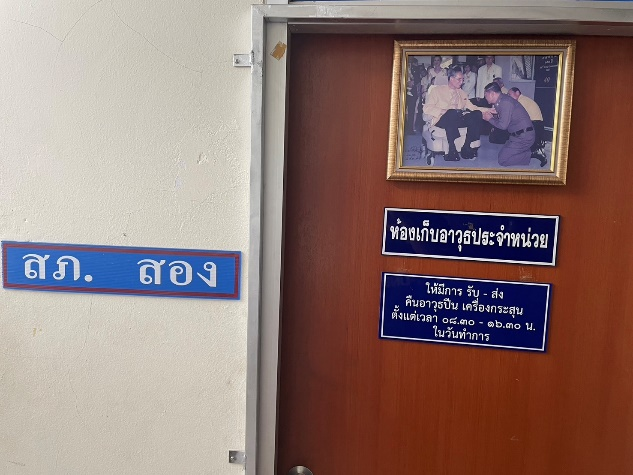 สภ. สอง
ห้องเก็บอาวุธประจำหน่วย
ให้มีการ รับ - ส่ง
คืนอาวุธปืน เครื่องกระสุน
ตั้งแต่เวลา ๐๘.๓๐ - ๑๖.๓๐ น.
ในวันทำการ